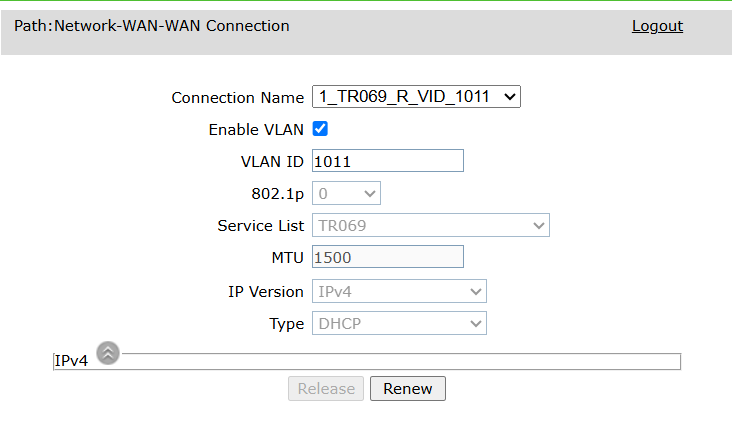 Path:Network-WAN-WAN Connection Logout
Connection Name 1_TR069_R_VID_1011
Enable VLAN
VLAN ID 1011
802.1p 0
Service List TR069
MTU 1500
IP Version IPv4
Type DHCP
IPv4
Release Renew